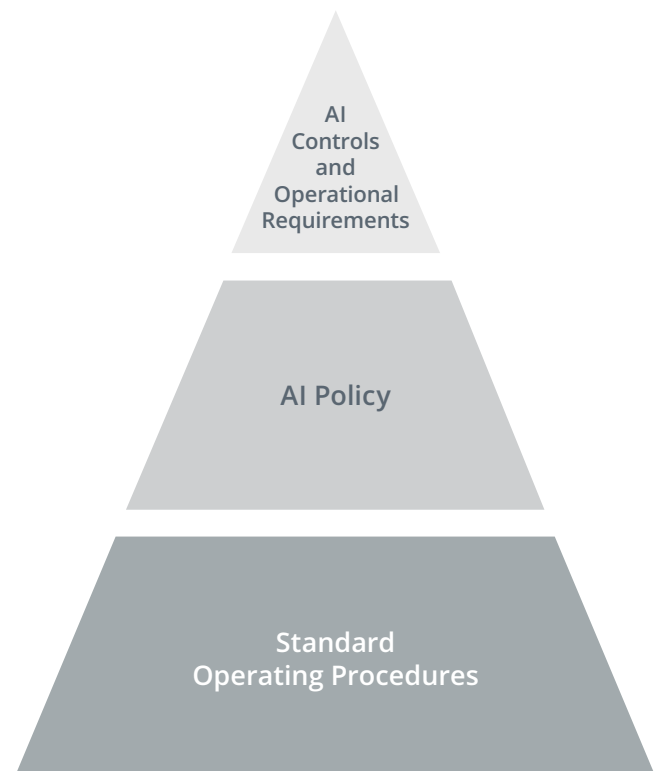 AI
Controls
and
Operational
Requirements
AI Policy
Standard
Operating Procedures